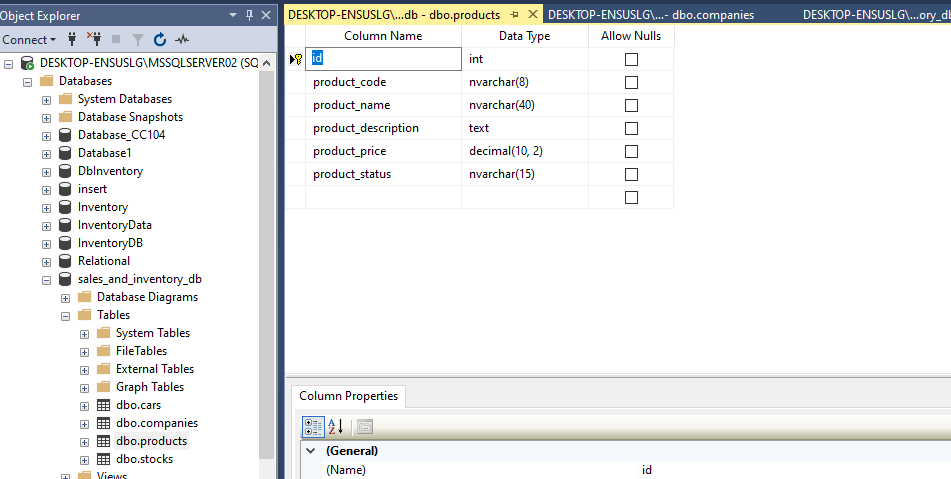 Object Explorer
Connect
DESKTOP-ENSUSLG\MSSQLSERVER02 (SQ
Databases
System Databases
Database Snapshots
Database_CC104
Database1
DbInventory
insert
Inventory
InventoryData
InventoryDB
Relational
sales_and_inventory_db
Database Diagrams
Tables
System Tables
FileTables
External Tables
Graph Tables
dbo.cars
dbo.companies
dbo.products
dbo.stocks
Views
DESKTOP-ENSUSLG\...db - dbo.products
DESKTOP-ENSUSLG\...- dbo.companies
DESKTOP-ENSUSLG\...ory_db
Column Name Data Type Allow Nulls
id int
product_code nvarchar(8)
product_name nvarchar(40)
product_description text
product_price decimal(10, 2)
product_status nvarchar(15)
Column Properties
(General)
(Name) id